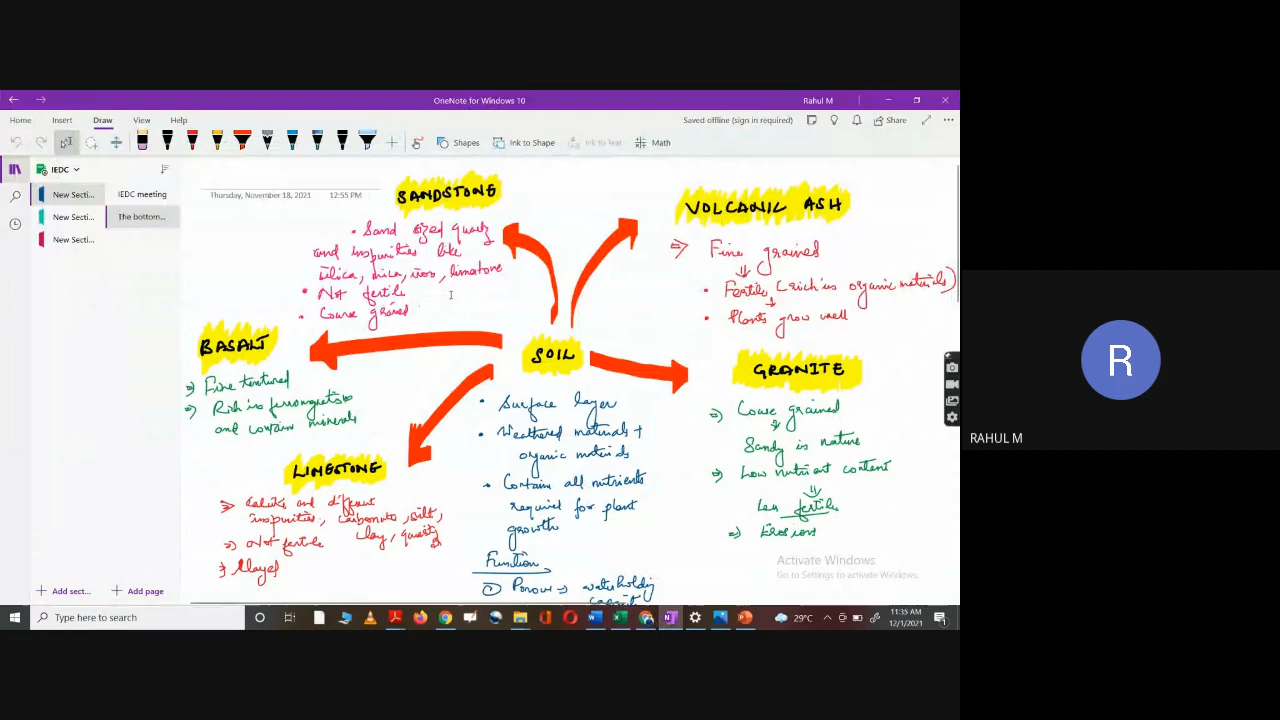 OneNote for Windows 10
Rahul M
Home Insert Draw View Help
Saved offline (sign in required)
Share
Shapes
Ink to Shape
Ink to Text
Math
IEDC
New Secti...
New Secti...
New Secti...
IEDC meeting
The bottom...
Thursday, November 18, 2021 12:55 PM
SANDSTONE
• Sand sized quartz
and impurities like
silica, mica, iron, limestone
• Not fertile
• Coarse grained
VOLCANIC ASH
⇒ Fine grained
• Fertile (rich in organic materials)
• Plants grow well
BASALT
⇒ Fine textured
⇒ Rich in
and contain minerals
SOIL
• Surface layer
• Weathered materials +
organic materials
• Contain all nutrients
required for plant
growth
Function
① Porous → water holding
GRANITE
⇒ Coarse grained
Sandy in nature
⇒ Low nutrient content
Less fertile
⇒ Erosion
LIMESTONE
⇒ Calcite and different
impurities, carbonate, silt,
clay, quartz
⇒ Not fertile
Add sect...
Add page
Activate Windows
Go to Settings to activate Windows.
Type here to search
29°C
11:35 AM
12/1/2021
R
RAHUL M